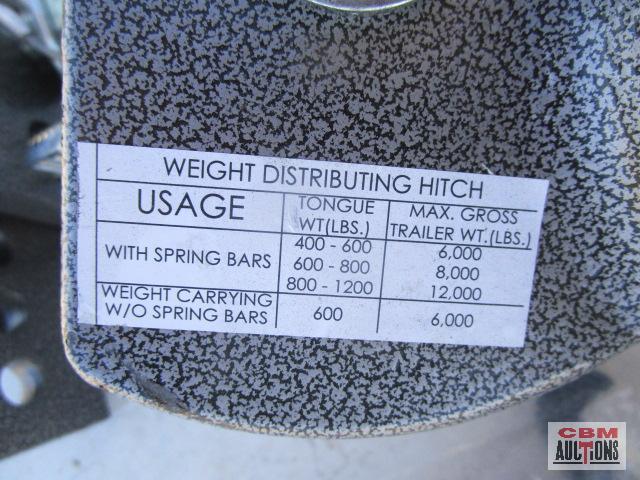 WEIGHT DISTRIBUTING HITCH
USAGE
TONGUE
WT(LBS.)
MAX. GROSS
TRAILER WT.(LBS.)
WITH SPRING BARS
400 - 600
6,000
600 - 800
8,000
800 - 1200
12,000
WEIGHT CARRYING
W/O SPRING BARS
600
6,000
CBM
AUCTIONS